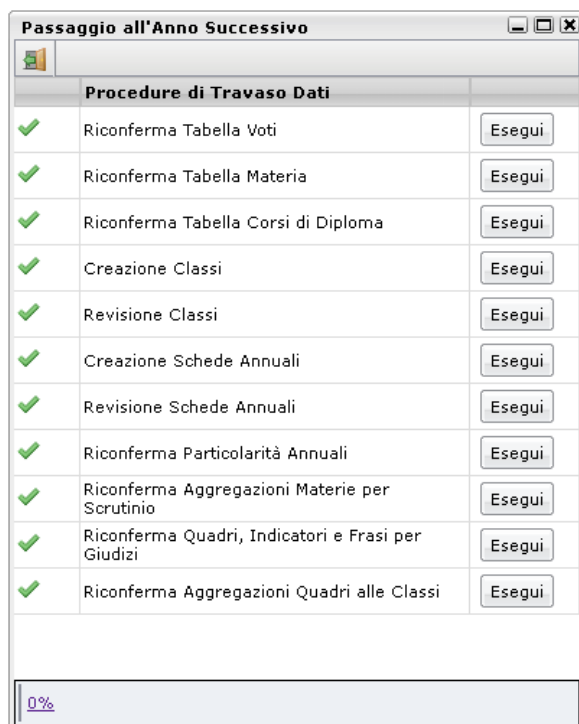 Passaggio all'Anno Successivo
Procedure di Travaso Dati
Riconferma Tabella Voti
Esegui
Riconferma Tabella Materia
Esegui
Riconferma Tabella Corsi di Diploma
Esegui
Creazione Classi
Esegui
Revisione Classi
Esegui
Creazione Schede Annuali
Esegui
Revisione Schede Annuali
Esegui
Riconferma Particolarità Annuali
Esegui
Riconferma Aggregazioni Materie per
Scrutinio
Esegui
Riconferma Quadri, Indicatori e Frasi per
Giudizi
Esegui
Riconferma Aggregazioni Quadri alle Classi
Esegui
0%